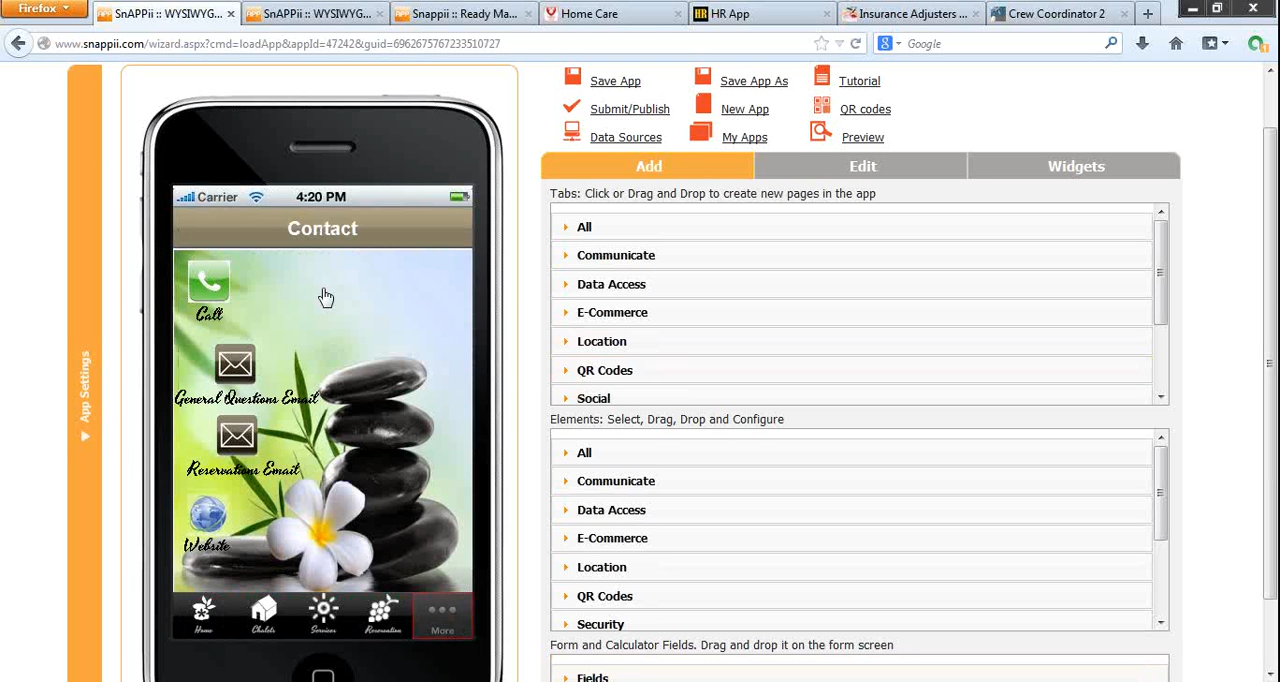 Firefox
SnAPPii :: WYSIWYG...
SnAPPii :: WYSIWYG...
Snappii :: Ready Ma...
Home Care
HR
HR App
Insurance Adjusters ...
Crew Coordinator 2
www.snappii.com/wizard.aspx?cmd=loadApp&appId=47242&guid=6962675767233510727
Google
Save App
Save App As
Tutorial
Submit/Publish
New App
QR codes
Data Sources
My Apps
Preview
App Settings
Carrier
4:20 PM
Contact
Call
General Questions Email
Reservations Email
Website
Home
Chalets
Services
Reservation
More
Add
Edit
Widgets
Tabs: Click or Drag and Drop to create new pages in the app
All
Communicate
Data Access
E-Commerce
Location
QR Codes
Social
Elements: Select, Drag, Drop and Configure
All
Communicate
Data Access
E-Commerce
Location
QR Codes
Security
Form and Calculator Fields. Drag and drop it on the form screen
Fields